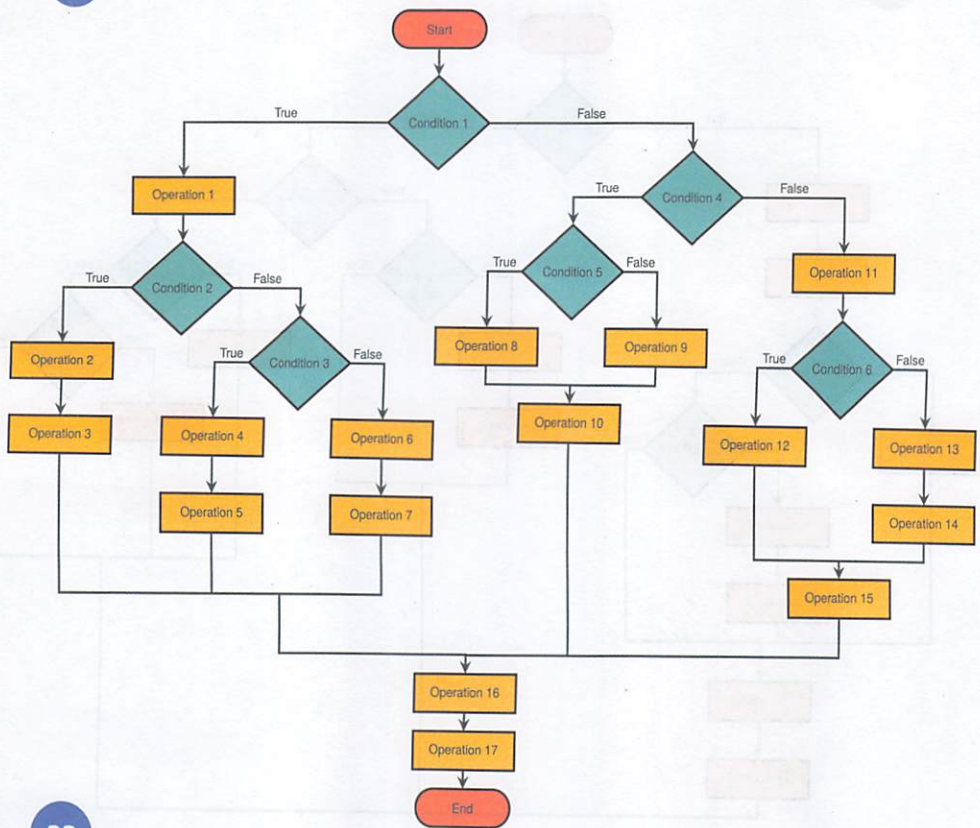 Start
Condition 1
True
False
Operation 1
Condition 4
True
False
Condition 2
True
False
Condition 5
True
False
Operation 11
Operation 2
Condition 3
True
False
Operation 8
Operation 9
Condition 6
True
False
Operation 3
Operation 4
Operation 6
Operation 10
Operation 12
Operation 13
Operation 5
Operation 7
Operation 14
Operation 15
Operation 16
Operation 17
End